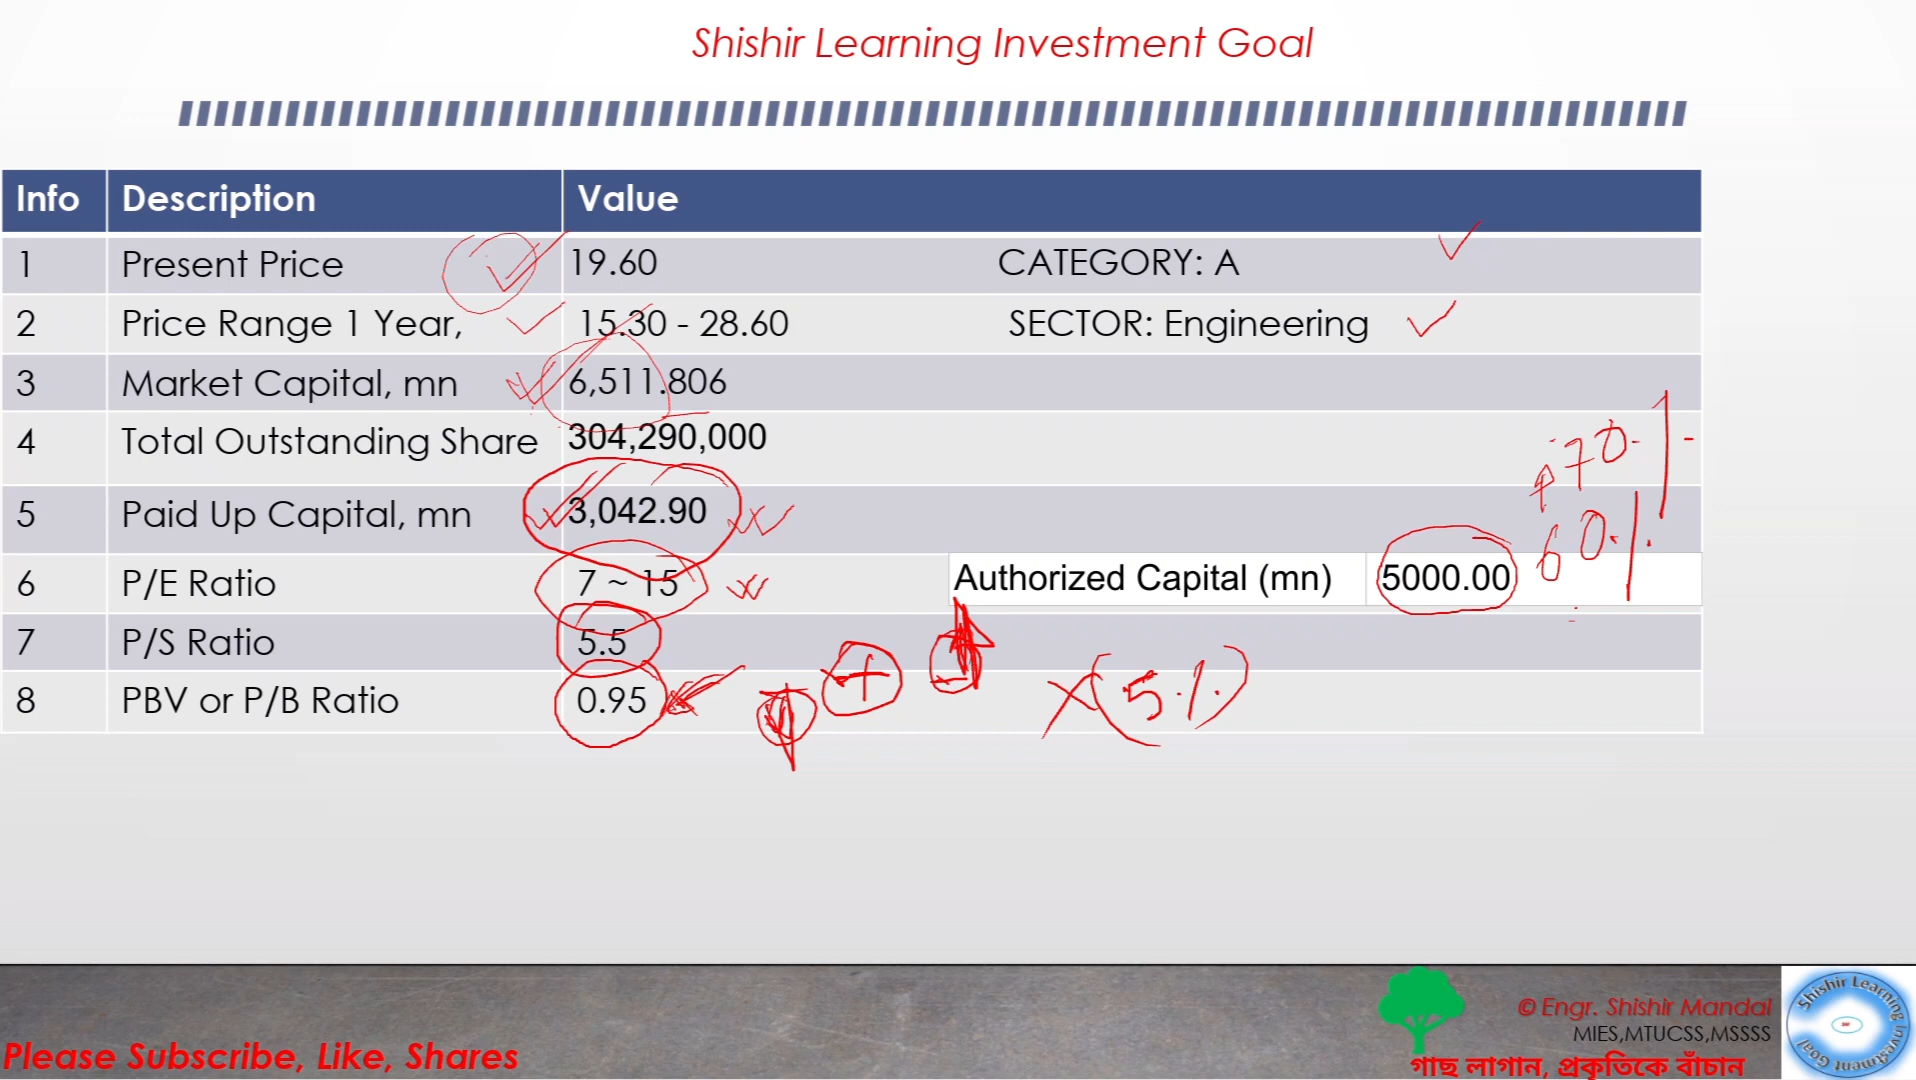 Shishir Learning Investment Goal
Info Description Value
1 Present Price 19.60 CATEGORY: A
2 Price Range 1 Year, 15.30 - 28.60 SECTOR: Engineering
3 Market Capital, mn 6,511.806
4 Total Outstanding Share 304,290,000
70%
5 Paid Up Capital, mn 3,042.90
60%
6 P/E Ratio 7 ~ 15 Authorized Capital (mn) 5000.00
7 P/S Ratio 5.5
8 PBV or P/B Ratio 0.95
(5%)
© Engr. Shishir Mandal
MIES,MTUCSS,MSSSS
Please Subscribe, Like, Shares
গাছ লাগান, প্রকৃতিকে বাঁচান
Shishir Learning Investment Goal